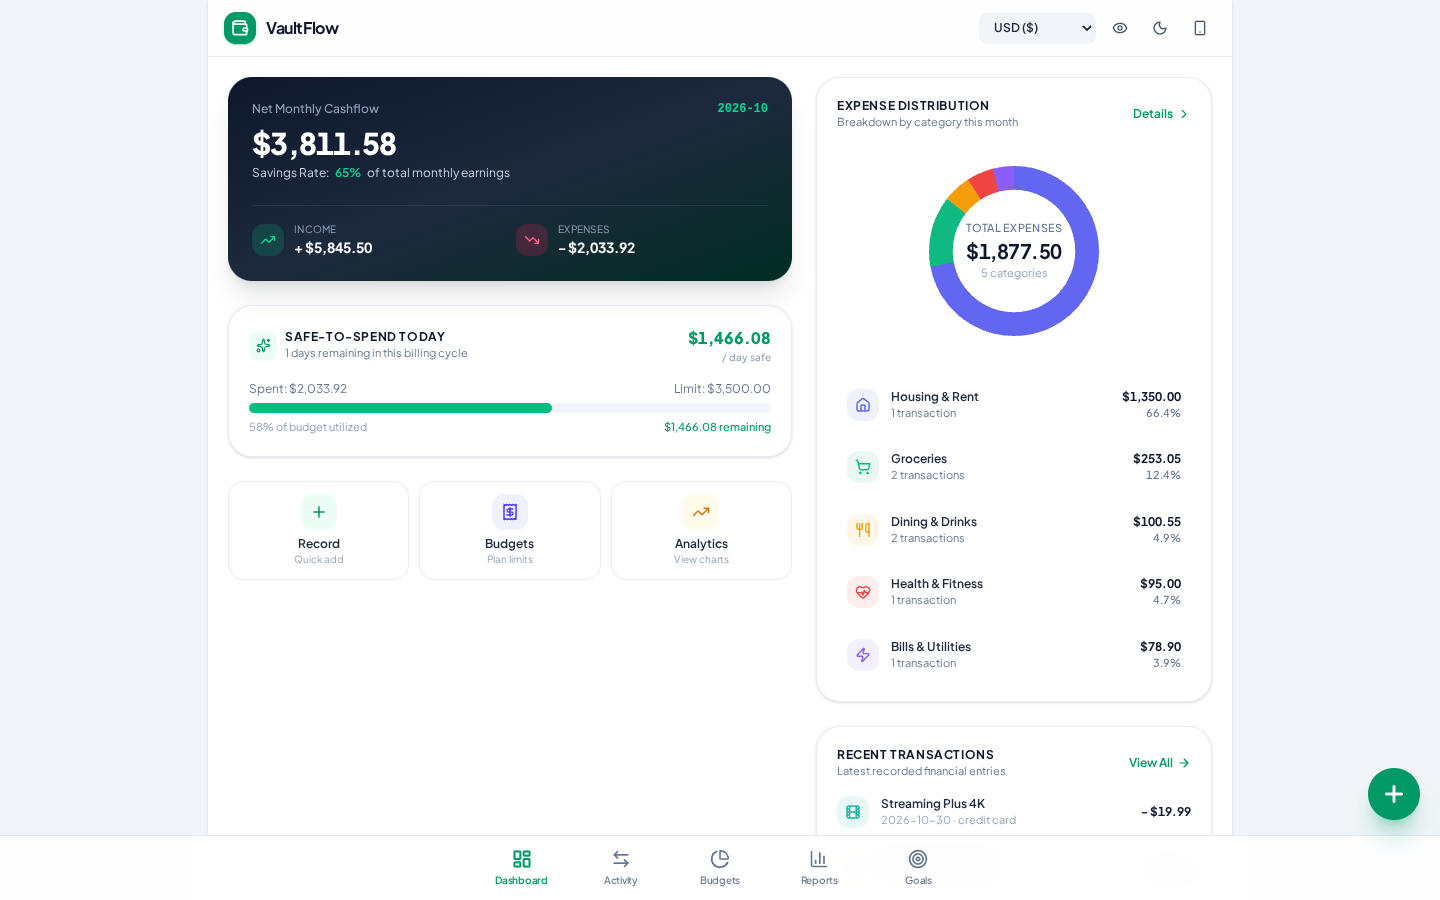 VaultFlow
USD ($)
Net Monthly Cashflow
2026-10
$3,811.58
Savings Rate: 65% of total monthly earnings
INCOME
+$5,845.50
EXPENSES
-$2,033.92
SAFE-TO-SPEND TODAY
1 days remaining in this billing cycle
$1,466.08
/ day safe
Spent: $2,033.92
Limit: $3,500.00
58% of budget utilized
$1,466.08 remaining
Record
Quick add
Budgets
Plan limits
Analytics
View charts
EXPENSE DISTRIBUTION
Breakdown by category this month
Details
TOTAL EXPENSES
$1,877.50
5 categories
Housing & Rent
1 transaction
$1,350.00
66.4%
Groceries
2 transactions
$253.05
12.4%
Dining & Drinks
2 transactions
$100.55
4.9%
Health & Fitness
1 transaction
$95.00
4.7%
Bills & Utilities
1 transaction
$78.90
3.9%
RECENT TRANSACTIONS
Latest recorded financial entries
View All
Streaming Plus 4K
2026-10-30 · credit card
-$19.99
Dashboard
Activity
Budgets
Reports
Goals